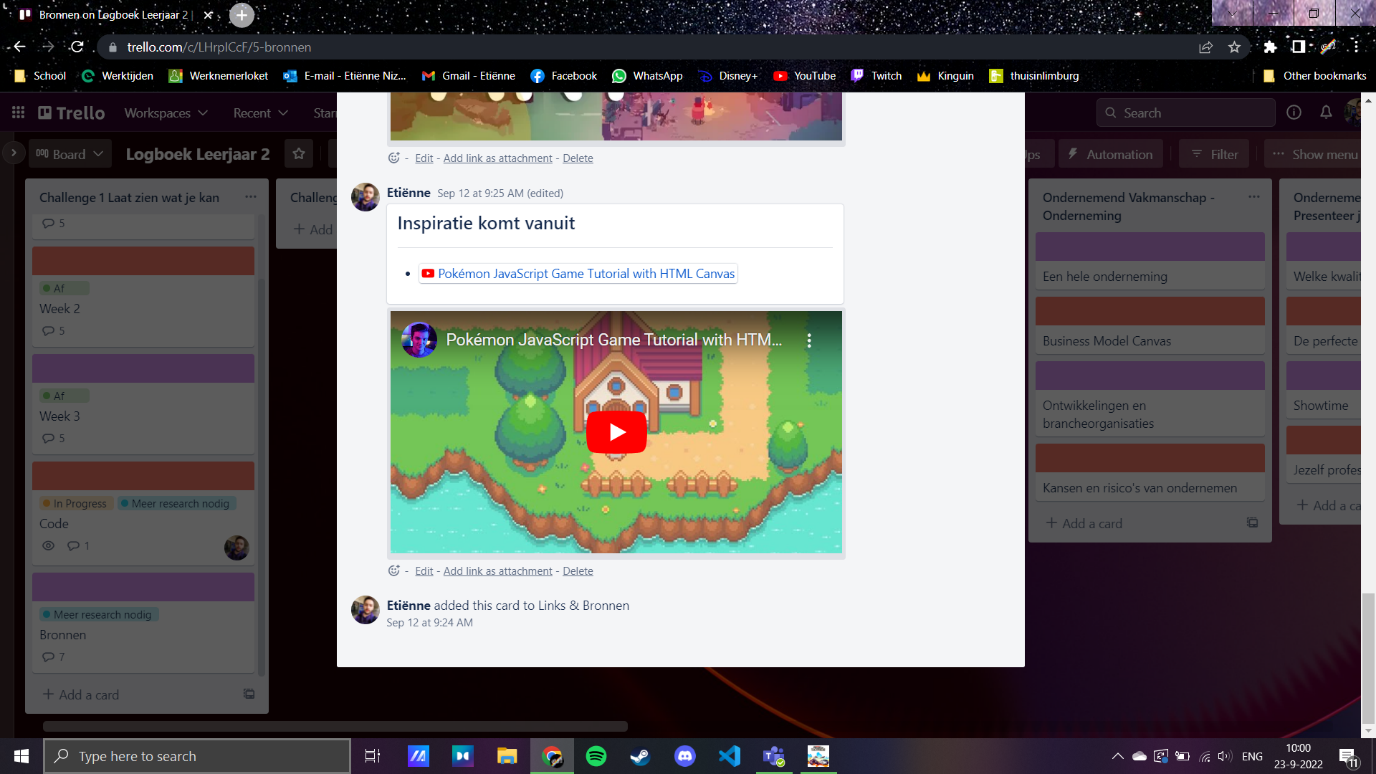 Bronnen on Logboek Leerjaar 2 |
trello.com/c/LHrpICcF/5-bronnen
School Werktijden Werknemerloket E-mail - Etiënne Niz... Gmail - Etiënne Facebook WhatsApp Disney+ YouTube Twitch Kinguin thuisinlimburg Other bookmarks
Trello Workspaces Recent Starr Search
Board Logboek Leerjaar 2 Ups Automation Filter Show menu
Edit - Add link as attachment - Delete
Etiënne Sep 12 at 9:25 AM (edited)
Inspiratie komt vanuit
Pokémon JavaScript Game Tutorial with HTML Canvas
Pokémon JavaScript Game Tutorial with HTM...
Edit - Add link as attachment - Delete
Etiënne added this card to Links & Bronnen
Sep 12 at 9:24 AM
Challenge 1 Laat zien wat je kan
5
Af
Week 2
5
Af
Week 3
5
In Progress Meer research nodig
Code
1
Meer research nodig
Bronnen
7
+ Add a card
Challeng
+ Add
Ondernemend Vakmanschap -
Onderneming
Een hele onderneming
Business Model Canvas
Ontwikkelingen en
brancheorganisaties
Kansen en risico's van ondernemen
+ Add a card
Onderneme
Presenteer j
Welke kwalit
De perfecte
Showtime
Jezelf profes
+ Add a ca
Type here to search
ENG
10:00
23-9-2022
11